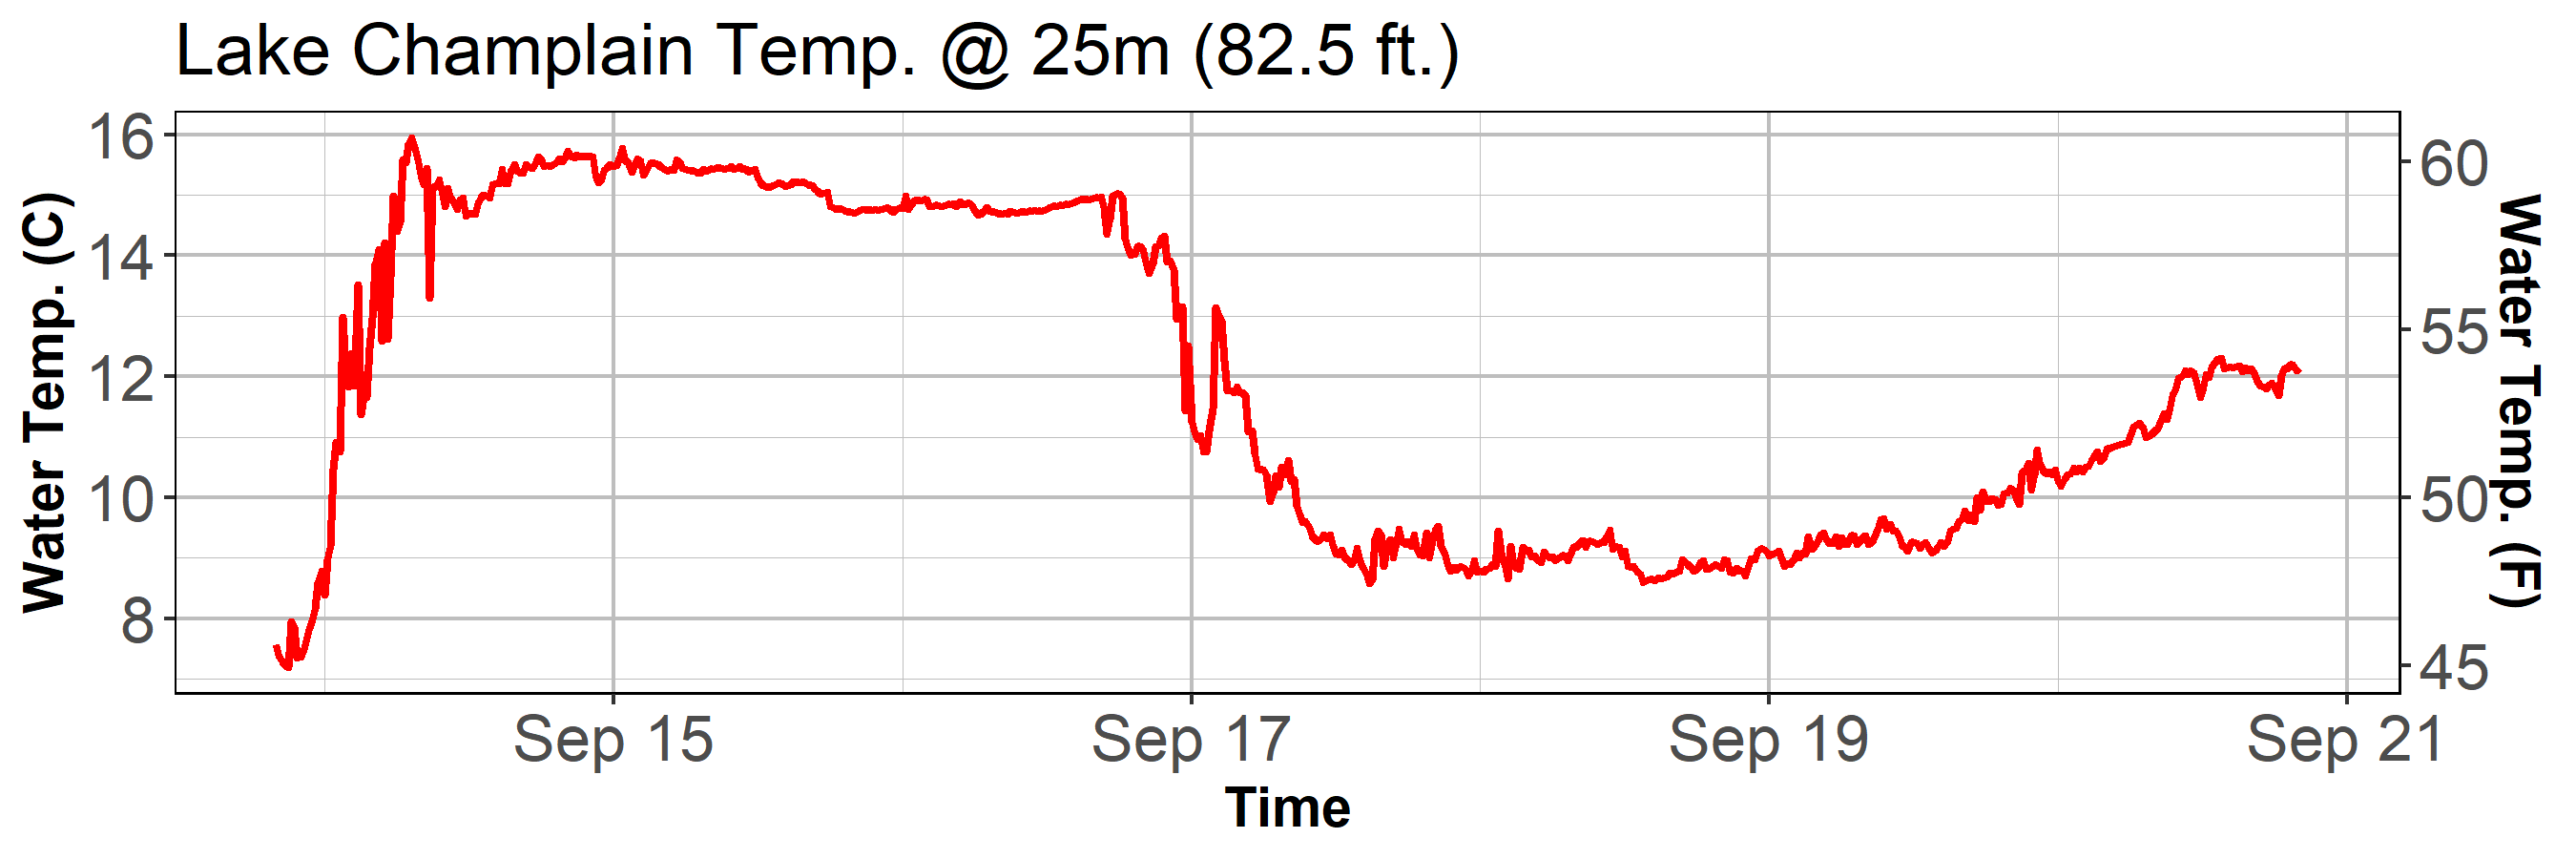 Lake Champlain Temp. @ 25m (82.5 ft.)
Water Temp. (C)
16
14
12
10
8
60
55
50
45
Water Temp. (F)
Sep 15 Sep 17 Sep 19 Sep 21
Time